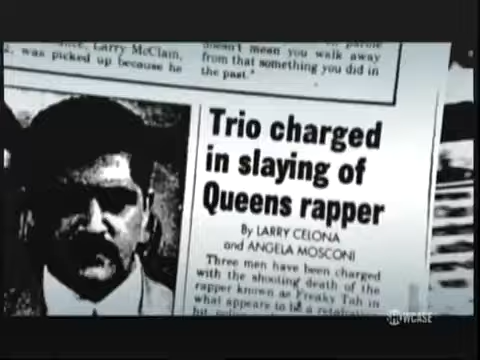 Larry McClain,
2, was picked up because he
doesn't mean you walk away
from that something you did in
the past."
Trio charged
in slaying of
Queens rapper
By LARRY CELONA
and ANGELA MOSCONI
Three men have been charged
with the shooting death of the
rapper known as Freaky Tah in
what appears to be a
SHOWCASE